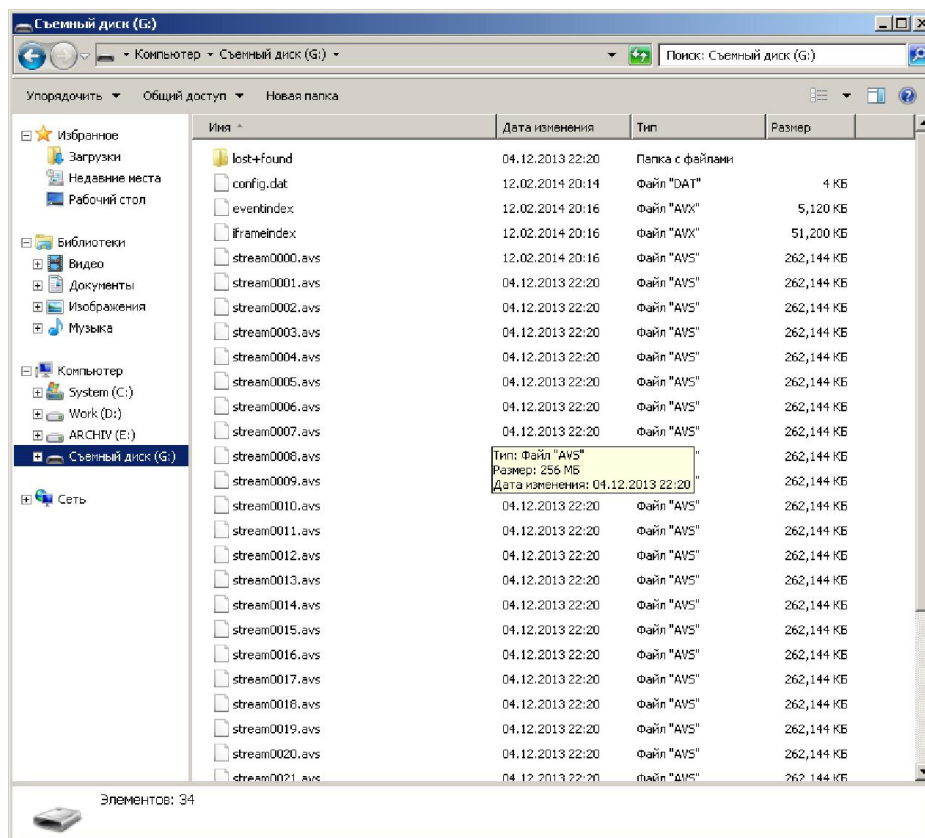 Съемный диск (G:)
Компьютер Съемный диск (G:)
Поиск: Съемный диск (G:)
Упорядочить Общий доступ Новая папка
Избранное
Загрузки
Недавние места
Рабочий стол
Библиотеки
Видео
Документы
Изображения
Музыка
Компьютер
System (C:)
Work (D:)
ARCHIV (E:)
Съемный диск (G:)
Сеть
Имя Дата изменения Тип Размер
lost+found 04.12.2013 22:20 Папка с файлами
config.dat 12.02.2014 20:14 Файл "DAT" 4 КБ
eventindex 12.02.2014 20:16 Файл "AVX" 5,120 КБ
iframeindex 12.02.2014 20:16 Файл "AVX" 51,200 КБ
stream0000.avs 12.02.2014 20:16 Файл "AVS" 262,144 КБ
stream0001.avs 04.12.2013 22:20 Файл "AVS" 262,144 КБ
stream0002.avs 04.12.2013 22:20 Файл "AVS" 262,144 КБ
stream0003.avs 04.12.2013 22:20 Файл "AVS" 262,144 КБ
stream0004.avs 04.12.2013 22:20 Файл "AVS" 262,144 КБ
stream0005.avs 04.12.2013 22:20 Файл "AVS" 262,144 КБ
stream0006.avs 04.12.2013 22:20 Файл "AVS" 262,144 КБ
stream0007.avs 04.12.2013 22:20 Файл "AVS" 262,144 КБ
stream0008.avs 262,144 КБ
stream0009.avs 262,144 КБ
Тип: Файл "AVS"
Размер: 256 МБ
Дата изменения: 04.12.2013 22:20
stream0010.avs 04.12.2013 22:20 Файл "AVS" 262,144 КБ
stream0011.avs 04.12.2013 22:20 Файл "AVS" 262,144 КБ
stream0012.avs 04.12.2013 22:20 Файл "AVS" 262,144 КБ
stream0013.avs 04.12.2013 22:20 Файл "AVS" 262,144 КБ
stream0014.avs 04.12.2013 22:20 Файл "AVS" 262,144 КБ
stream0015.avs 04.12.2013 22:20 Файл "AVS" 262,144 КБ
stream0016.avs 04.12.2013 22:20 Файл "AVS" 262,144 КБ
stream0017.avs 04.12.2013 22:20 Файл "AVS" 262,144 КБ
stream0018.avs 04.12.2013 22:20 Файл "AVS" 262,144 КБ
stream0019.avs 04.12.2013 22:20 Файл "AVS" 262,144 КБ
stream0020.avs 04.12.2013 22:20 Файл "AVS" 262,144 КБ
stream0021.avs 04.12.2013 22:20 Файл "AVS" 262,144 КБ
Элементов: 34